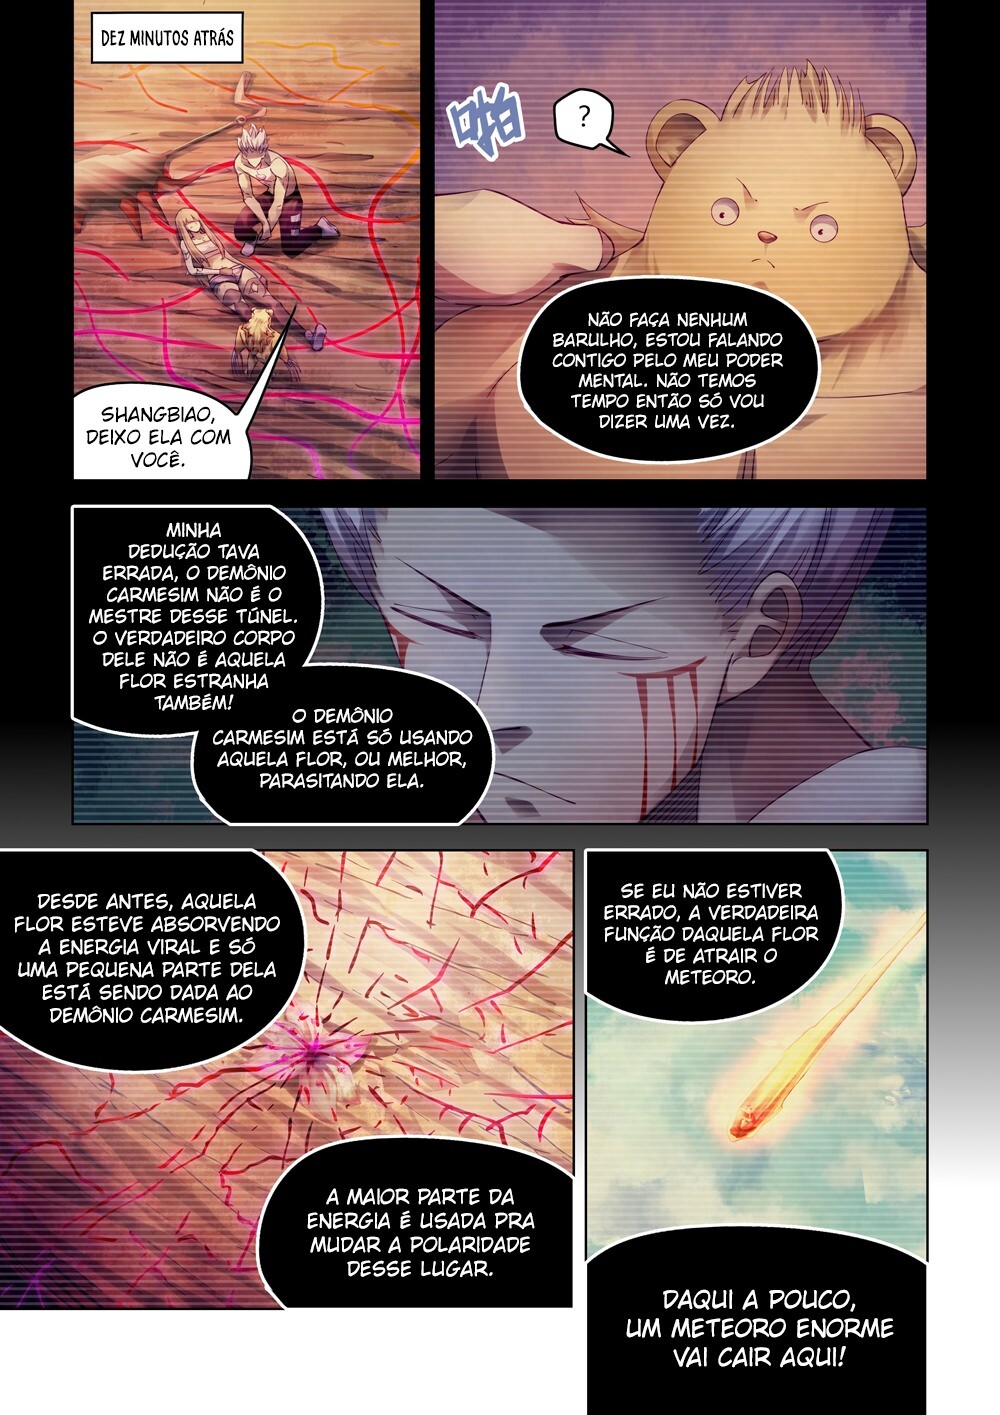 DEZ MINUTOS ATRÁS
SHANGBIAO,
DEIXO ELA COM
VOCÊ.
啪
?
NÃO FAÇA NENHUM
BARULHO, ESTOU FALANDO
CONTIGO PELO MEU PODER
MENTAL. NÃO TEMOS
TEMPO ENTÃO SÓ VOU
DIZER UMA VEZ.
MINHA
DEDUÇÃO TAVA
ERRADA, O DEMÔNIO
CARMESIM NÃO É O
MESTRE DESSE TÚNEL.
O VERDADEIRO CORPO
DELE NÃO É AQUELA
FLOR ESTRANHA
TAMBÉM!
O DEMÔNIO
CARMESIM ESTÁ SÓ USANDO
AQUELA FLOR, OU MELHOR,
PARASITANDO ELA.
DESDE ANTES, AQUELA
FLOR ESTEVE ABSORVENDO
A ENERGIA VIRAL E SÓ
UMA PEQUENA PARTE DELA
ESTÁ SENDO DADA AO
DEMÔNIO CARMESIM.
A MAIOR PARTE DA
ENERGIA É USADA PRA
MUDAR A POLARIDADE
DESSE LUGAR.
SE EU NÃO ESTIVER
ERRADO, A VERDADEIRA
FUNÇÃO DAQUELA FLOR
É DE ATRAIR O
METEORO.
DAQUI A POUCO,
UM METEORO ENORME
VAI CAIR AQUI!